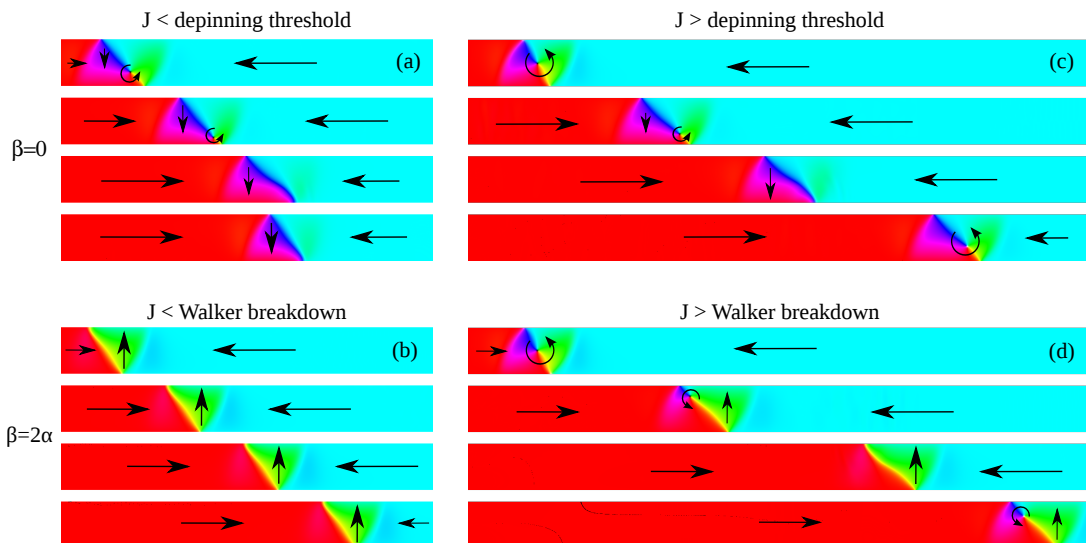 J < depinning threshold
J > depinning threshold
(a)
(c)
β=0
J < Walker breakdown
J > Walker breakdown
(b)
(d)
β=2α